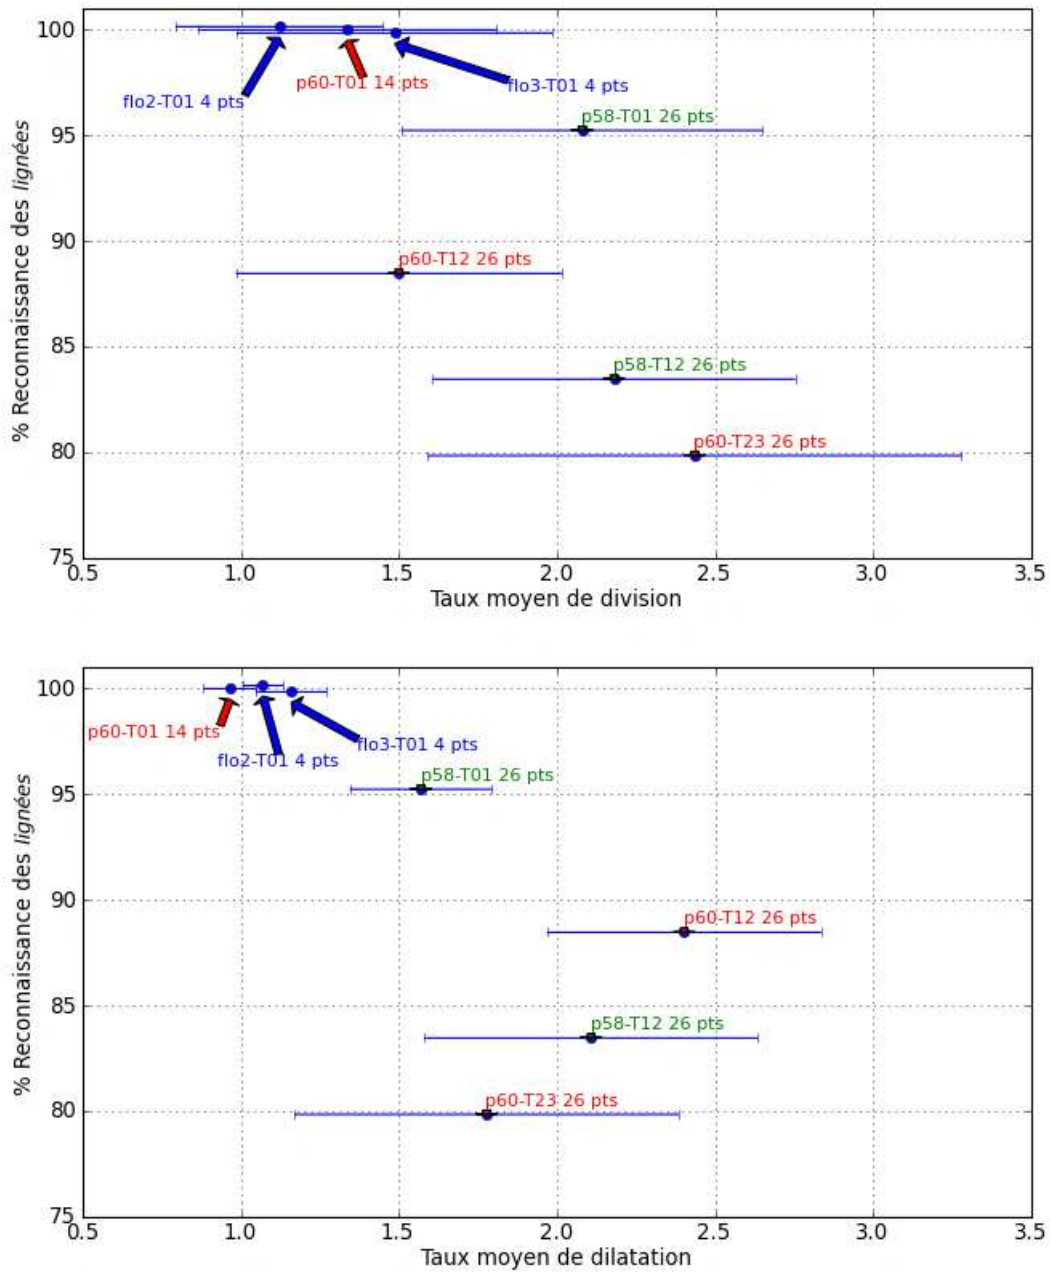 100
p60-T01 14 pts
flo3-T01 4 pts
flo2-T01 4 pts
p58-T01 26 pts
95
90
p60-T12 26 pts
85
p58-T12 26 pts
p60-T23 26 pts
80
75
% Reconnaissance des lignées
0.5 1.0 1.5 2.0 2.5 3.0 3.5
Taux moyen de division
100
p60-T01 14 pts
flo3-T01 4 pts
flo2-T01 4 pts
p58-T01 26 pts
95
90
p60-T12 26 pts
85
p58-T12 26 pts
p60-T23 26 pts
80
75
% Reconnaissance des lignées
0.5 1.0 1.5 2.0 2.5 3.0 3.5
Taux moyen de dilatation